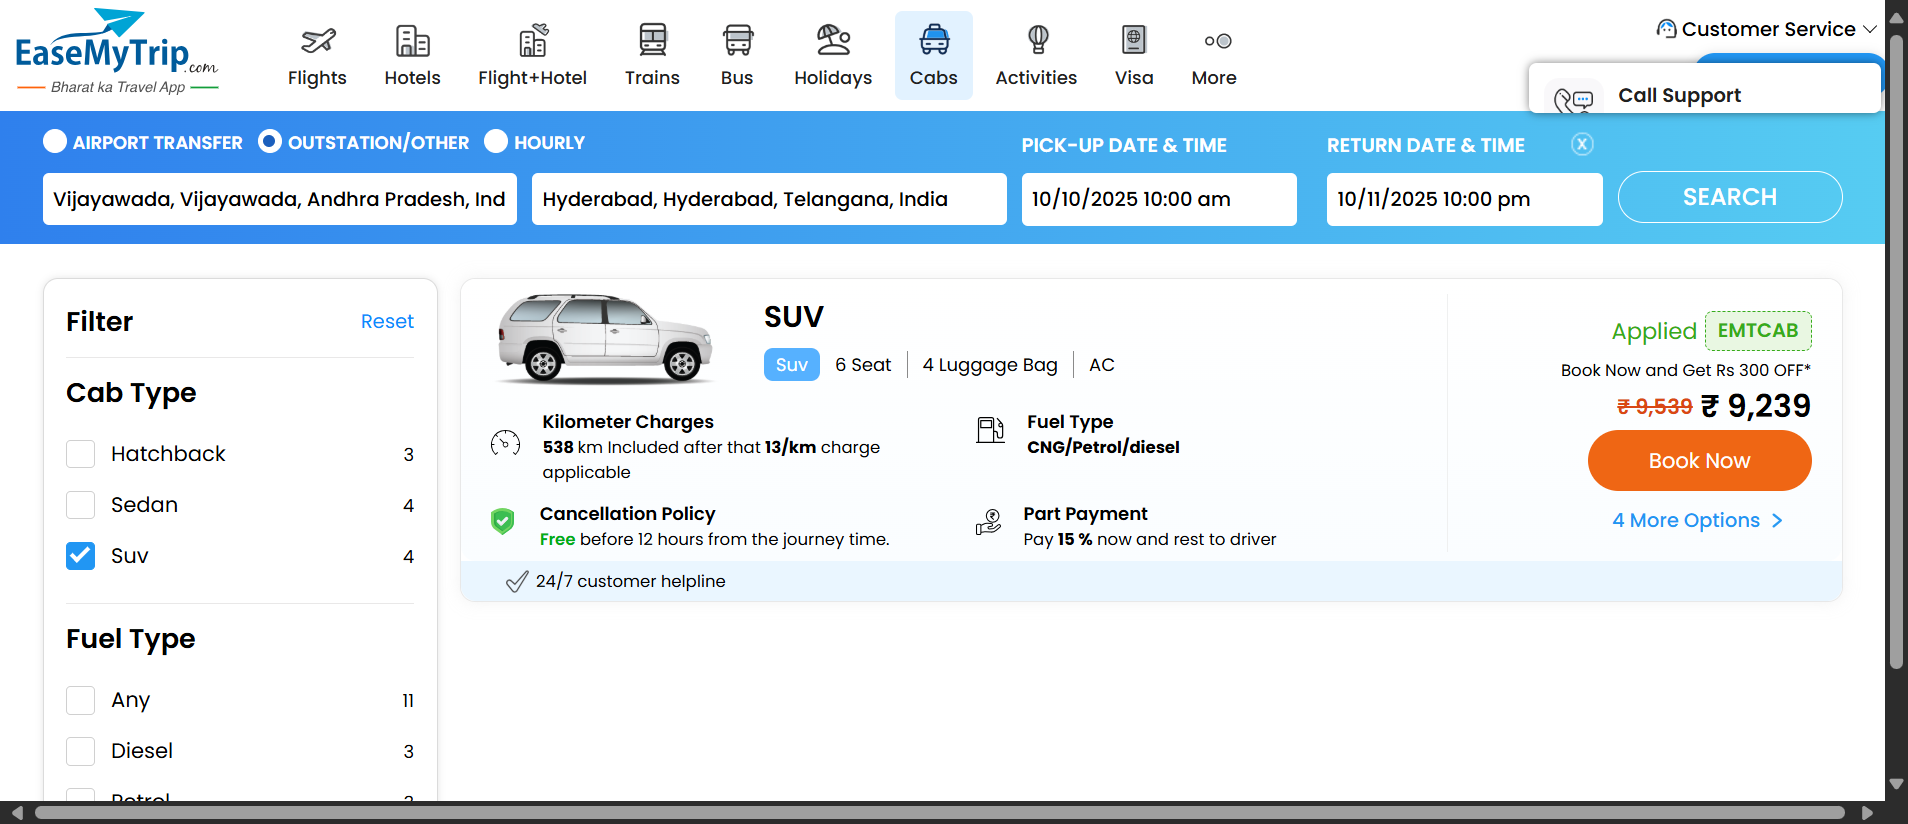 EaseMyTrip.com
Bharat ka Travel App
Flights
Hotels
Flight+Hotel
Trains
Bus
Holidays
Cabs
Activities
Visa
More
Customer Service
Call Support
AIRPORT TRANSFER
OUTSTATION/OTHER
HOURLY
PICK-UP DATE & TIME
RETURN DATE & TIME
X
Vijayawada, Vijayawada, Andhra Pradesh, Ind
Hyderabad, Hyderabad, Telangana, India
10/10/2025 10:00 am
10/11/2025 10:00 pm
SEARCH
Filter
Reset
Cab Type
Hatchback 3
Sedan 4
Suv 4
Fuel Type
Any 11
Diesel 3
SUV
Suv
6 Seat
4 Luggage Bag
AC
Kilometer Charges
538 km Included after that 13/km charge
applicable
Fuel Type
CNG/Petrol/diesel
Cancellation Policy
Free before 12 hours from the journey time.
Part Payment
Pay 15 % now and rest to driver
24/7 customer helpline
Applied EMTCAB
Book Now and Get Rs 300 OFF*
₹ 9,539 ₹ 9,239
Book Now
4 More Options